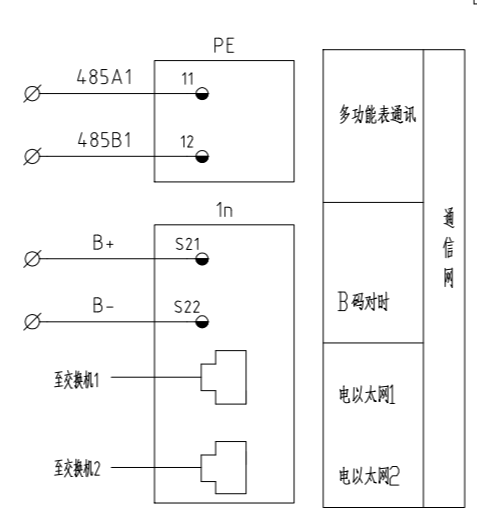 PE
485A1 11
485B1 12
多功能表通讯
1n
B+ S21
B- S22
B码对时
通信网
至交换机1
电以太网1
至交换机2
电以太网2